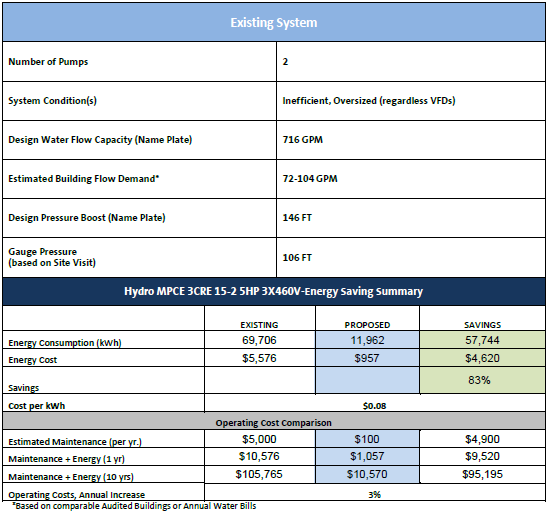 Existing System
Number of Pumps 2
System Condition(s) Inefficient, Oversized (regardless VFDs)
Design Water Flow Capacity (Name Plate) 716 GPM
Estimated Building Flow Demand* 72-104 GPM
Design Pressure Boost (Name Plate) 146 FT
Gauge Pressure
(based on Site Visit) 106 FT
Hydro MPCE 3CRE 15-2 5HP 3X460V-Energy Saving Summary
EXISTING PROPOSED SAVINGS
Energy Consumption (kWh) 69,706 11,962 57,744
Energy Cost $5,576 $957 $4,620
Savings 83%
Cost per kWh $0.08
Operating Cost Comparison
Estimated Maintenance (per yr.) $5,000 $100 $4,900
Maintenance + Energy (1 yr) $10,576 $1,057 $9,520
Maintenance + Energy (10 yrs) $105,765 $10,570 $95,195
Operating Costs, Annual Increase 3%
*Based on comparable Audited Buildings or Annual Water Bills